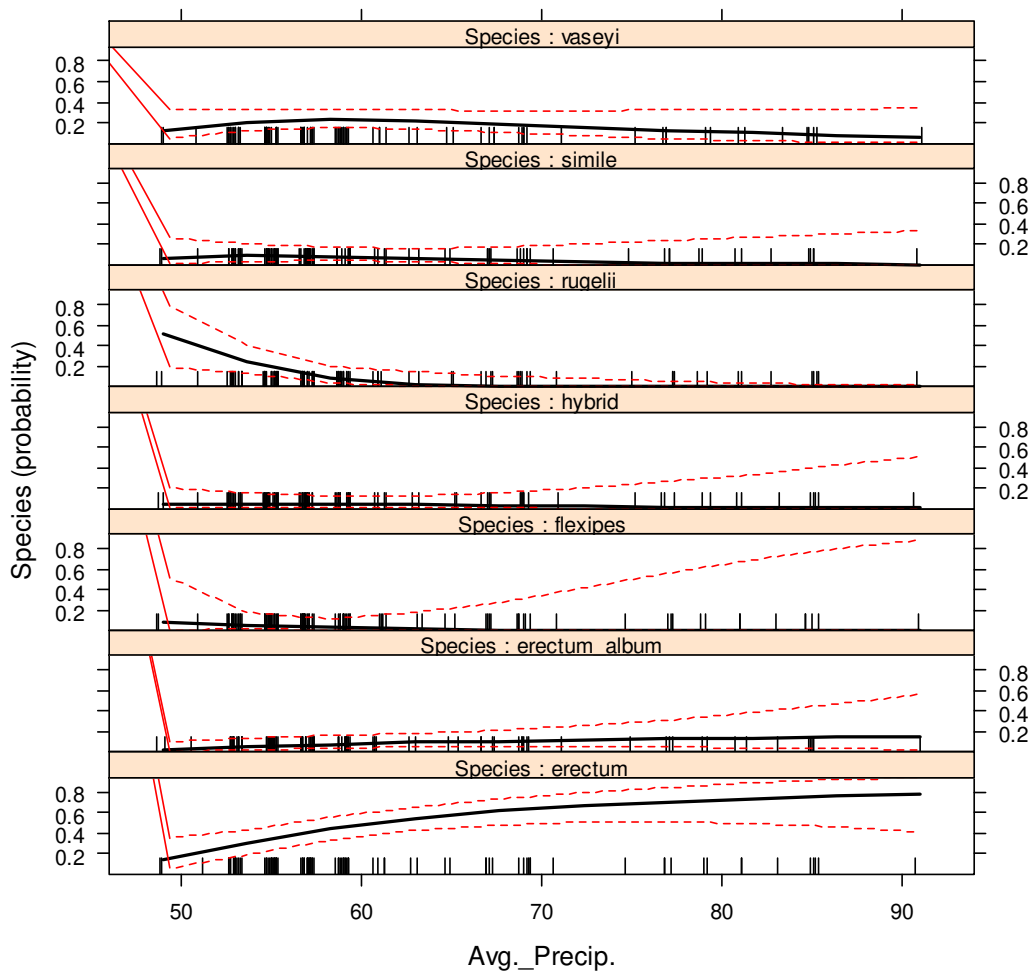 Species : vaseyi
0.8
0.6
0.4
0.2
Species : simile
0.8
0.6
0.4
0.2
Species : rugelii
0.8
0.6
0.4
0.2
Species : hybrid
0.8
0.6
0.4
0.2
Species : flexipes
0.8
0.6
0.4
0.2
Species : erectum_album
0.8
0.6
0.4
0.2
Species : erectum
0.8
0.6
0.4
0.2
Species (probability)
50 60 70 80 90
Avg._Precip.